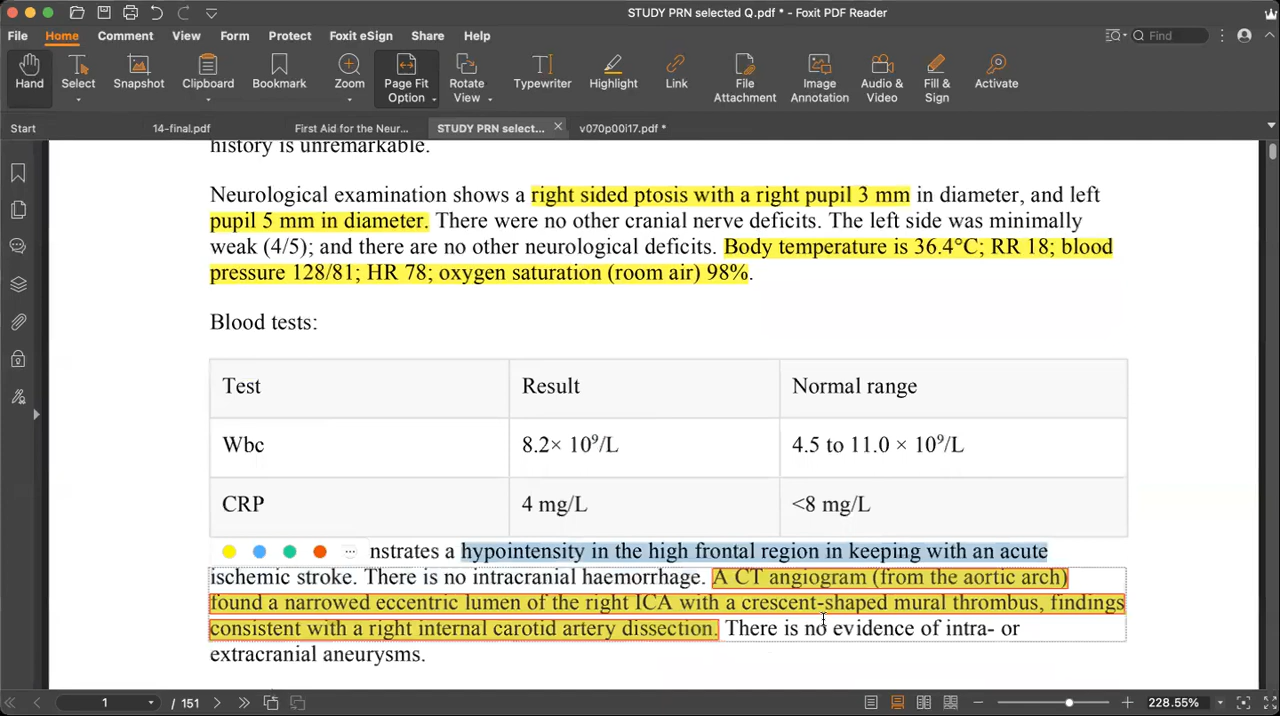 STUDY PRN selected Q.pdf * - Foxit PDF Reader
File Home Comment View Form Protect Foxit eSign Share Help Find
Hand Select Snapshot Clipboard Bookmark Zoom Page Fit Option Rotate View Typewriter Highlight Link File Attachment Image Annotation Audio & Video Fill & Sign Activate
Start 14-final.pdf First Aid for the Neur... STUDY PRN select... v070p00i17.pdf *
history is unremarkable.
Neurological examination shows a right sided ptosis with a right pupil 3 mm in diameter, and left
pupil 5 mm in diameter. There were no other cranial nerve deficits. The left side was minimally
weak (4/5); and there are no other neurological deficits. Body temperature is 36.4°C; RR 18; blood
pressure 128/81; HR 78; oxygen saturation (room air) 98%.
Blood tests:
Test Result Normal range
Wbc 8.2× 10⁹/L 4.5 to 11.0 × 10⁹/L
CRP 4 mg/L <8 mg/L
nstrates a hypointensity in the high frontal region in keeping with an acute
ischemic stroke. There is no intracranial haemorrhage. A CT angiogram (from the aortic arch)
found a narrowed eccentric lumen of the right ICA with a crescent-shaped mural thrombus, findings
consistent with a right internal carotid artery dissection. There is no evidence of intra- or
extracranial aneurysms.
1 / 151 228.55%